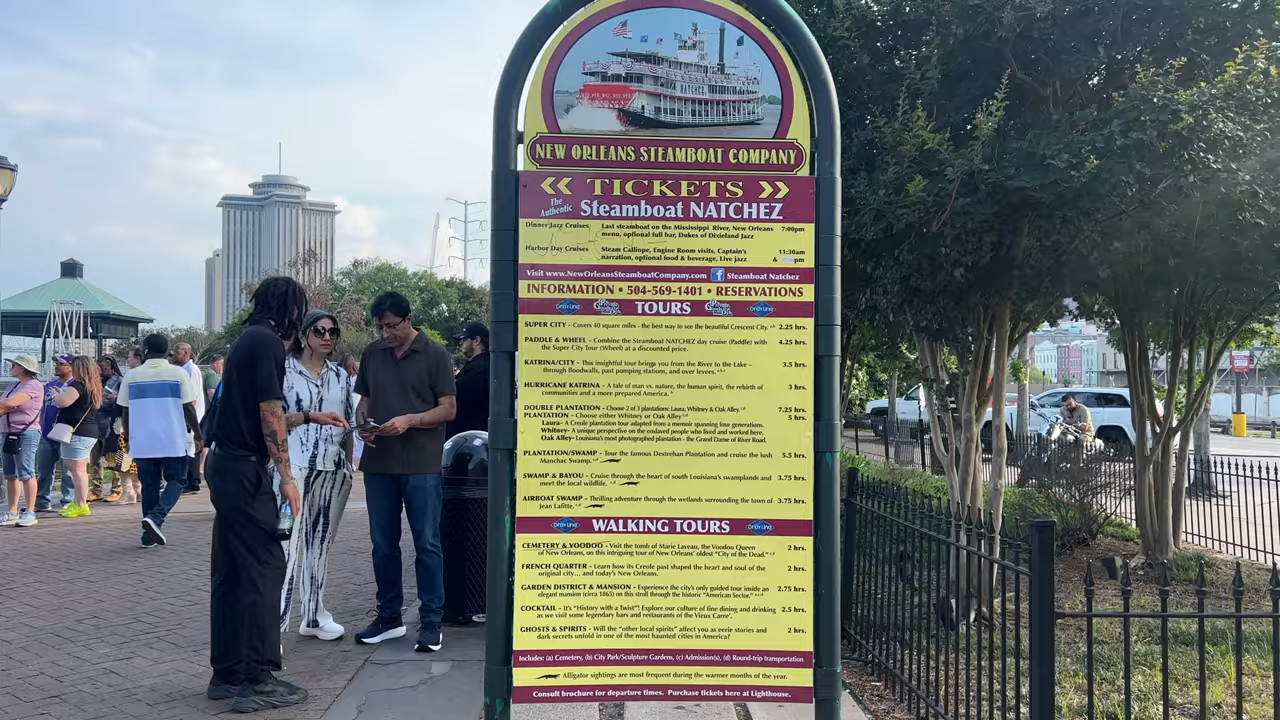 NATCHEZ
NEW ORLEANS STEAMBOAT COMPANY
« TICKETS »
The Authentic Steamboat NATCHEZ
Dinner Jazz Cruises Last steamboat on the Mississippi River, New Orleans 7:00pm
menu, optional full bar, Dukes of Dixieland Jazz
Harbor Day Cruises Steam Calliope, Engine Room visits, Captain's 11:30am
narration, optional food & beverage, Live jazz & pm
Visit www.NewOrleansSteamboatCompany.com f Steamboat Natchez
INFORMATION • 504-569-1401 • RESERVATIONS
Gray Line TOURS Gray Line
SUPER CITY - Covers 40 square miles - the best way to see the beautiful Crescent City. 2.25 hrs.
PADDLE & WHEEL - Combine the Steamboat NATCHEZ day cruise (Paddle) with 4.25 hrs.
the Super City Tour (Wheel) at a discounted price.
KATRINA/CITY - This insightful tour brings you from the River to the Lake - 3.5 hrs.
through floodwalls, past pumping stations, and over levees.
HURRICANE KATRINA - A tale of man vs. nature, the human spirit, the rebirth of 3 hrs.
communities and a more prepared America.
DOUBLE PLANTATION - Choose 2 of 3 plantations: Laura, Whitney & Oak Alley. 7.25 hrs.
PLANTATION - Choose either Whitney or Oak Alley 5 hrs.
Laura- A Creole plantation tour adapted from a memoir spanning four generations.
Whitney- A unique perspective on the enslaved people who lived and worked here.
Oak Alley- Louisiana's most photographed plantation - the Grand Dame of River Road.
PLANTATION/SWAMP - Tour the famous Destrehan Plantation and cruise the lush 5.5 hrs.
Manchac Swamp.
SWAMP & BAYOU - Cruise through the heart of south Louisiana's swamplands and 3.75 hrs.
meet the local wildlife.
AIRBOAT SWAMP - Thrilling adventure through the wetlands surrounding the town of 3.75 hrs.
Jean Lafitte.
Gray Line WALKING TOURS Gray Line
CEMETERY & VOODOO - Visit the tomb of Marie Laveau, the Voodoo Queen 2 hrs.
of New Orleans, on this intriguing tour of New Orleans' oldest "City of the Dead."
FRENCH QUARTER - Learn how its Creole past shaped the heart and soul of the 2 hrs.
original city... and today's New Orleans.
GARDEN DISTRICT & MANSION - Experience the city's only guided tour inside an 2.75 hrs.
elegant mansion (circa 1865) on this stroll through the historic "American Sector."
COCKTAIL - It's "History with a Twist"! Explore our culture of fine dining and drinking 2.5 hrs.
as we visit some legendary bars and restaurants of the Vieux Carre'.
GHOSTS & SPIRITS - Will the "other local spirits" affect you as eerie stories and 2 hrs.
dark secrets unfold in one of the most haunted cities in America?
Includes: (a) Cemetery, (b) City Park/Sculpture Gardens, (c) Admission(s), (d) Round-trip transportation
Alligator sightings are most frequent during the warmer months of the year.
Consult brochure for departure times. Purchase tickets here at Lighthouse.